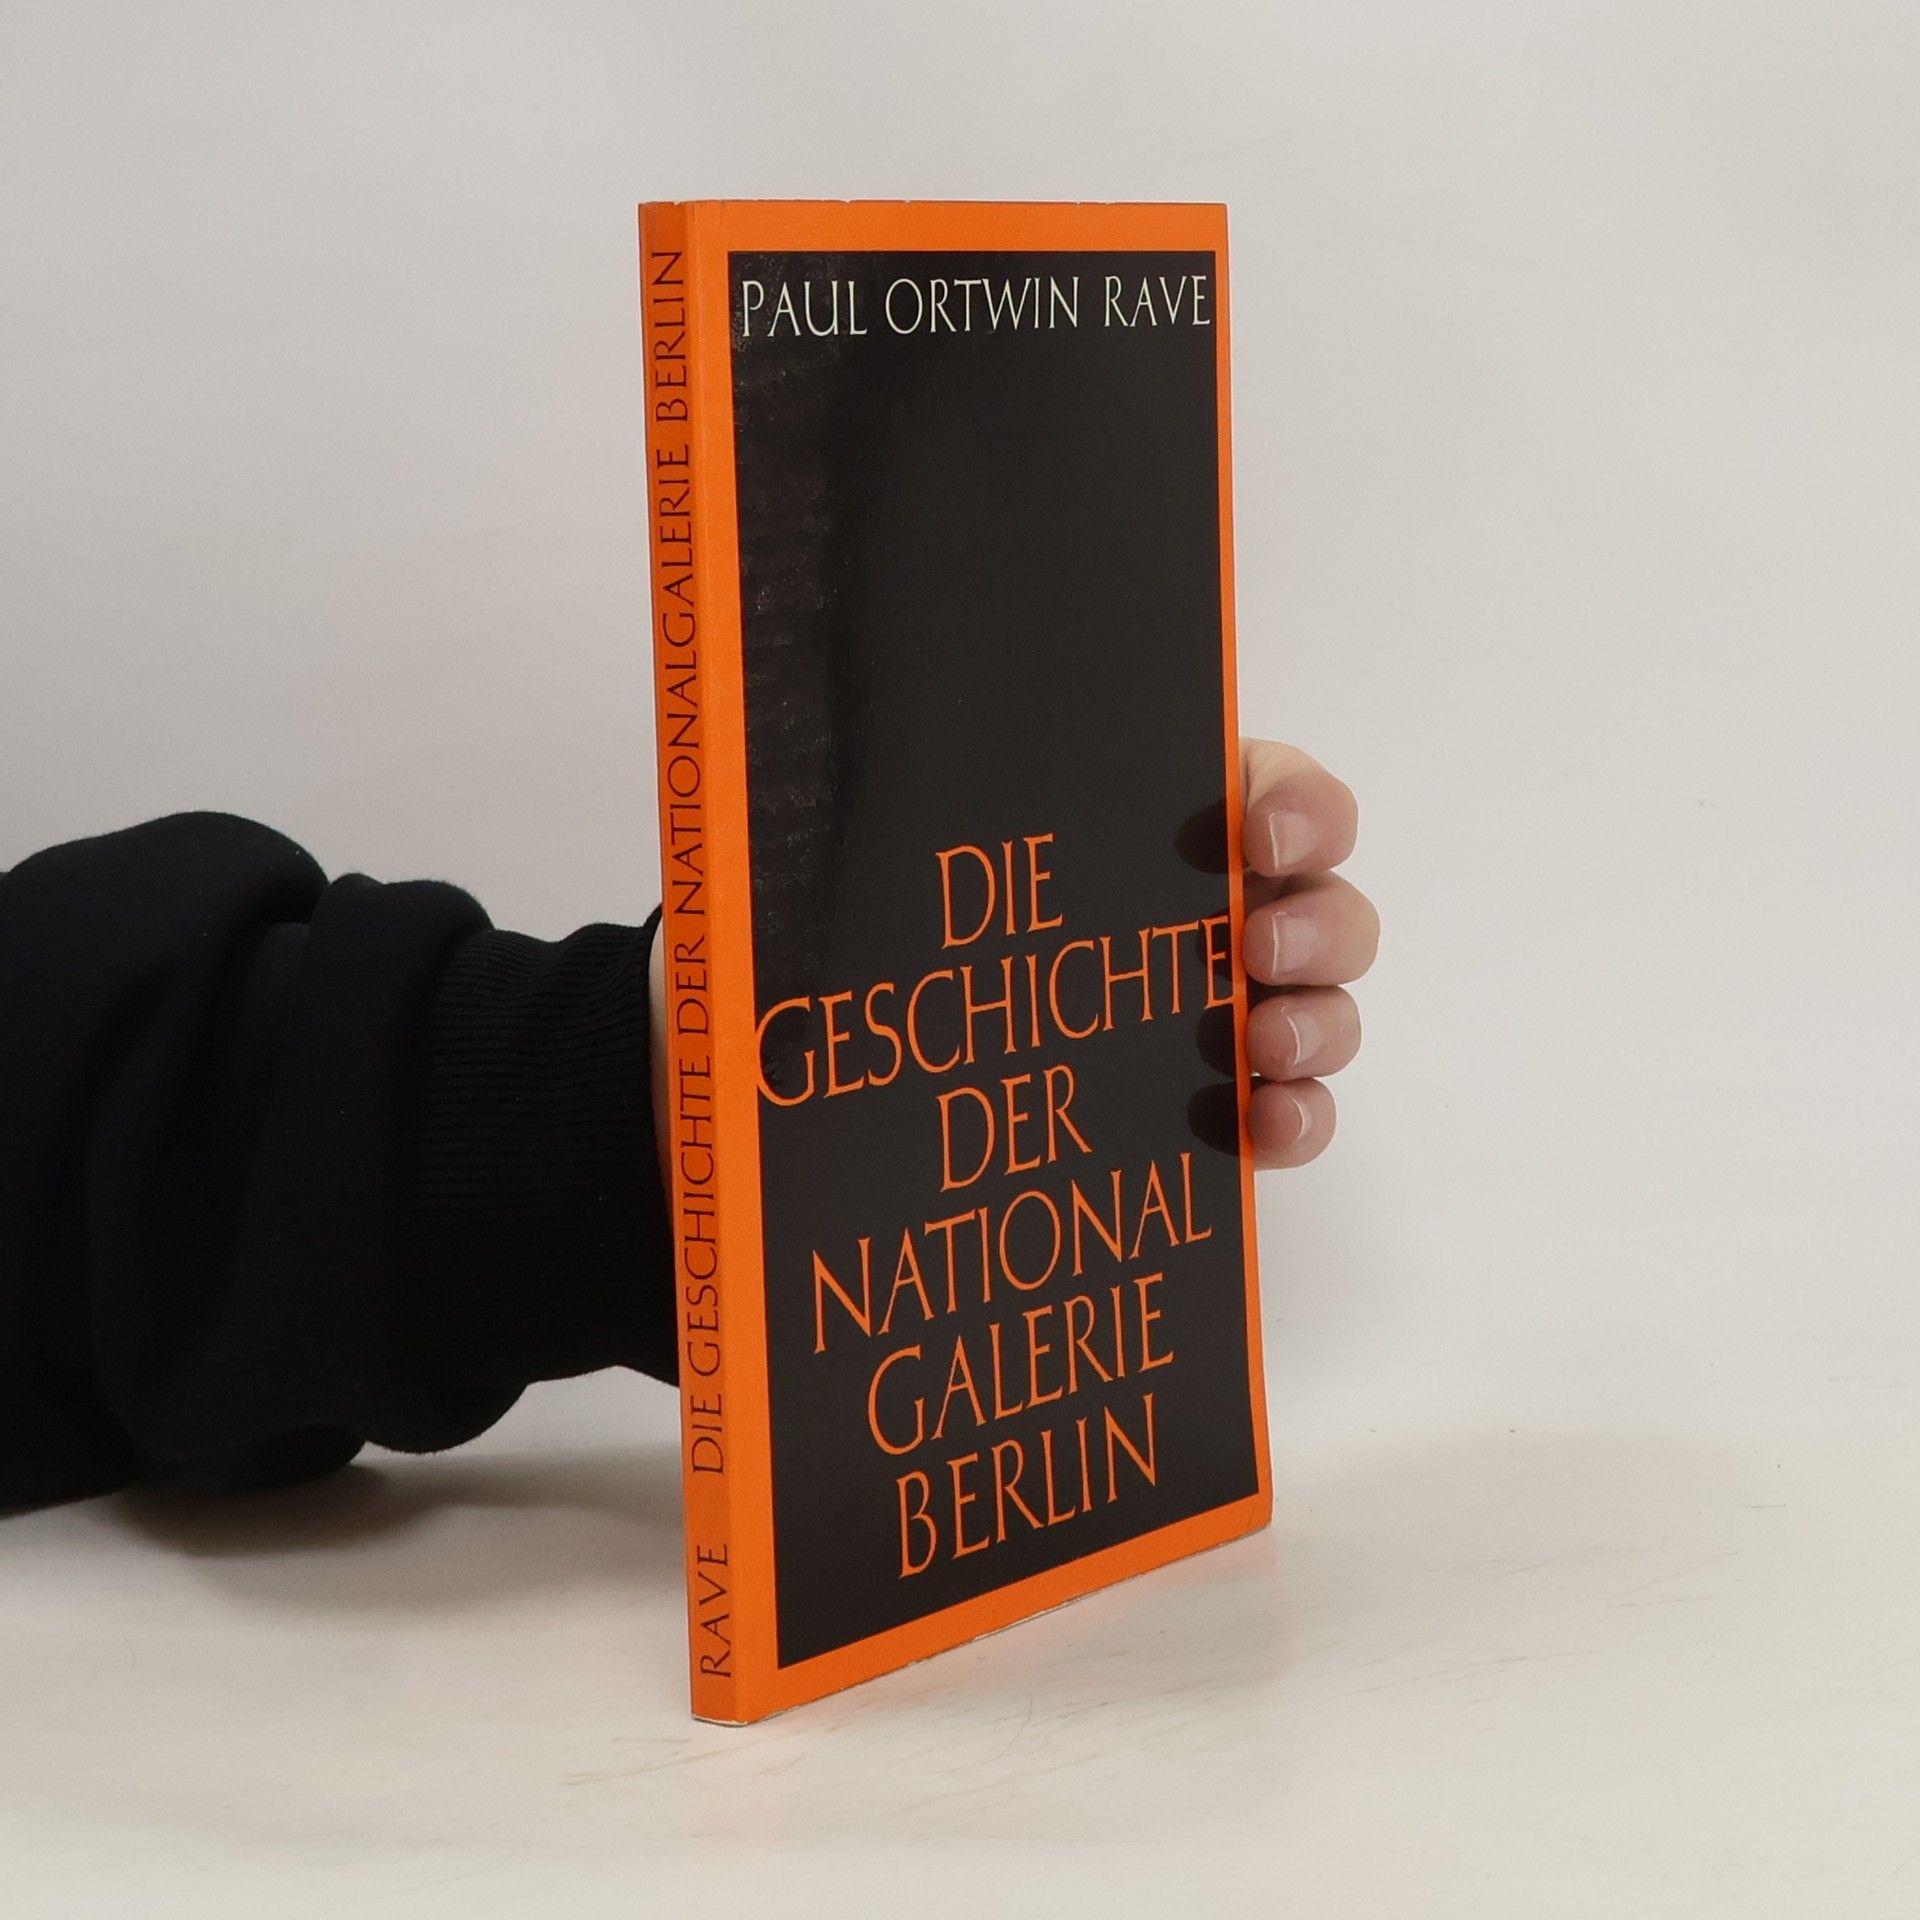 RAVE DIE GESCHICHTE DER NATIONALGALERIE BERLIN
PAUL ORTWIN RAVE
DIE
GESCHICHTE
DER
NATIONAL
GALERIE
BERLIN